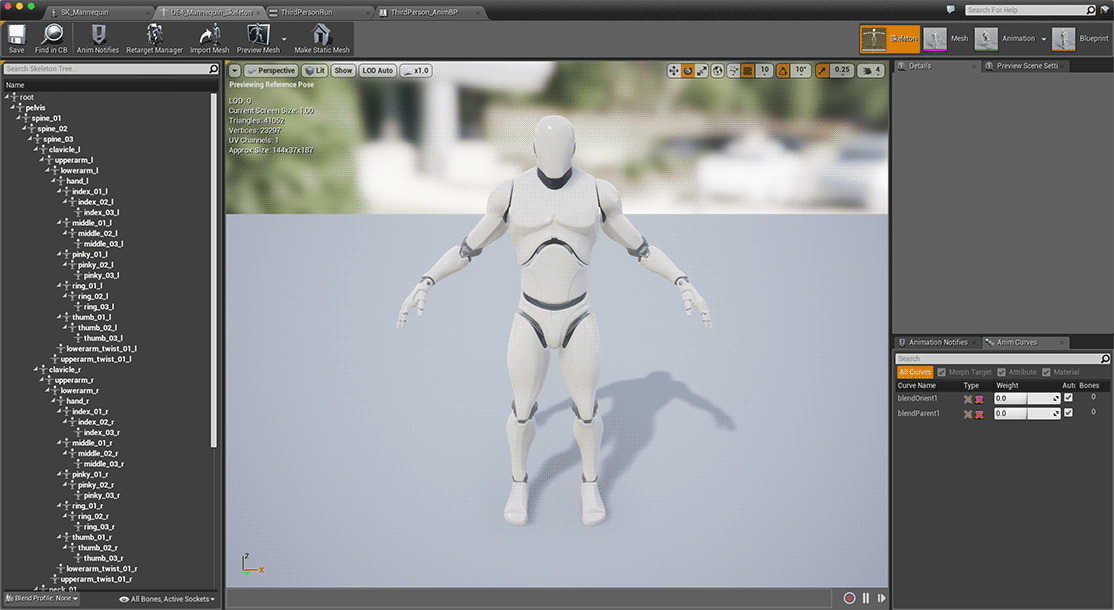 SK_Mannequin
UE4_Mannequin_Skeleton
ThirdPersonRun
ThirdPerson_AnimBP
Search For Help
Save
Find in CB
Anim Notifies
Retarget Manager
Import Mesh
Preview Mesh
Make Static Mesh
Skeleton
Mesh
Animation
Blueprint
Search Skeleton Tree...
Name
root
pelvis
spine_01
spine_02
spine_03
clavicle_l
upperarm_l
lowerarm_l
hand_l
index_01_l
index_02_l
index_03_l
middle_01_l
middle_02_l
middle_03_l
pinky_01_l
pinky_02_l
pinky_03_l
ring_01_l
ring_02_l
ring_03_l
thumb_01_l
thumb_02_l
thumb_03_l
lowerarm_twist_01_l
upperarm_twist_01_l
clavicle_r
upperarm_r
lowerarm_r
hand_r
index_01_r
index_02_r
index_03_r
middle_01_r
middle_02_r
middle_03_r
pinky_01_r
pinky_02_r
pinky_03_r
ring_01_r
ring_02_r
ring_03_r
thumb_01_r
thumb_02_r
thumb_03_r
lowerarm_twist_01_r
upperarm_twist_01_r
neck_01
Blend Profile: None
All Bones, Active Sockets
Perspective
Lit
Show
LOD Auto
x1.0
10
10°
0.25
4
Previewing Reference Pose
LOD: 0
Current Screen Size: 1.00
Triangles: 41052
Vertices: 23297
UV Channels: 1
Approx Size: 144x37x187
Z
X
Details
Preview Scene Setti
Animation Notifies
Anim Curves
Search
All Curves
Morph Target
Attribute
Material
Curve Name Type Weight Auto Bones
blendOrient1 0.0 0
blendParent1 0.0 0